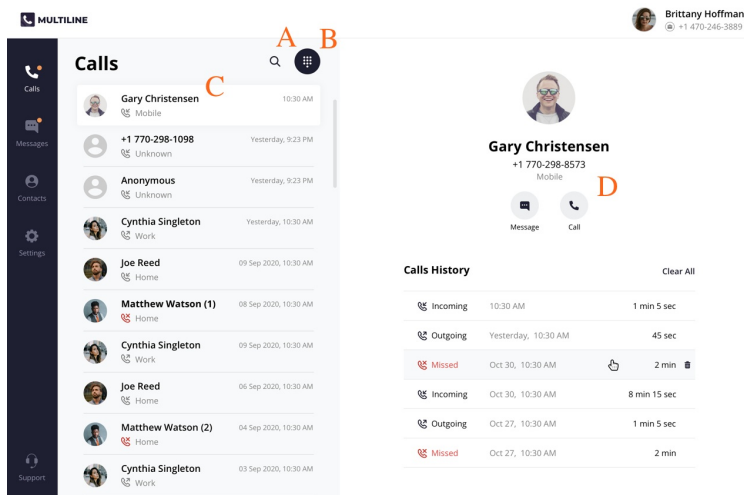 MULTILINE
Brittany Hoffman
+1 470-246-3889
A
B
Calls
Calls
Messages
Contacts
Settings
Support
C
Gary Christensen
10:30 AM
Mobile
+1 770-298-1098
Yesterday, 9:23 PM
Unknown
Anonymous
Yesterday, 9:23 PM
Unknown
Cynthia Singleton
Yesterday, 10:30 AM
Work
Joe Reed
09 Sep 2020, 10:30 AM
Home
Matthew Watson (1)
08 Sep 2020, 10:30 AM
Home
Cynthia Singleton
09 Sep 2020, 10:30 AM
Work
Joe Reed
06 Sep 2020, 10:30 AM
Home
Matthew Watson (2)
04 Sep 2020, 10:30 AM
Home
Cynthia Singleton
03 Sep 2020, 10:30 AM
Work
Gary Christensen
+1 770-298-8573
Mobile
D
Message
Call
Calls History
Clear All
Incoming 10:30 AM 1 min 5 sec
Outgoing Yesterday, 10:30 AM 45 sec
Missed Oct 30, 10:30 AM 2 min
Incoming Oct 30, 10:30 AM 8 min 15 sec
Outgoing Oct 27, 10:30 AM 1 min 5 sec
Missed Oct 27, 10:30 AM 2 min